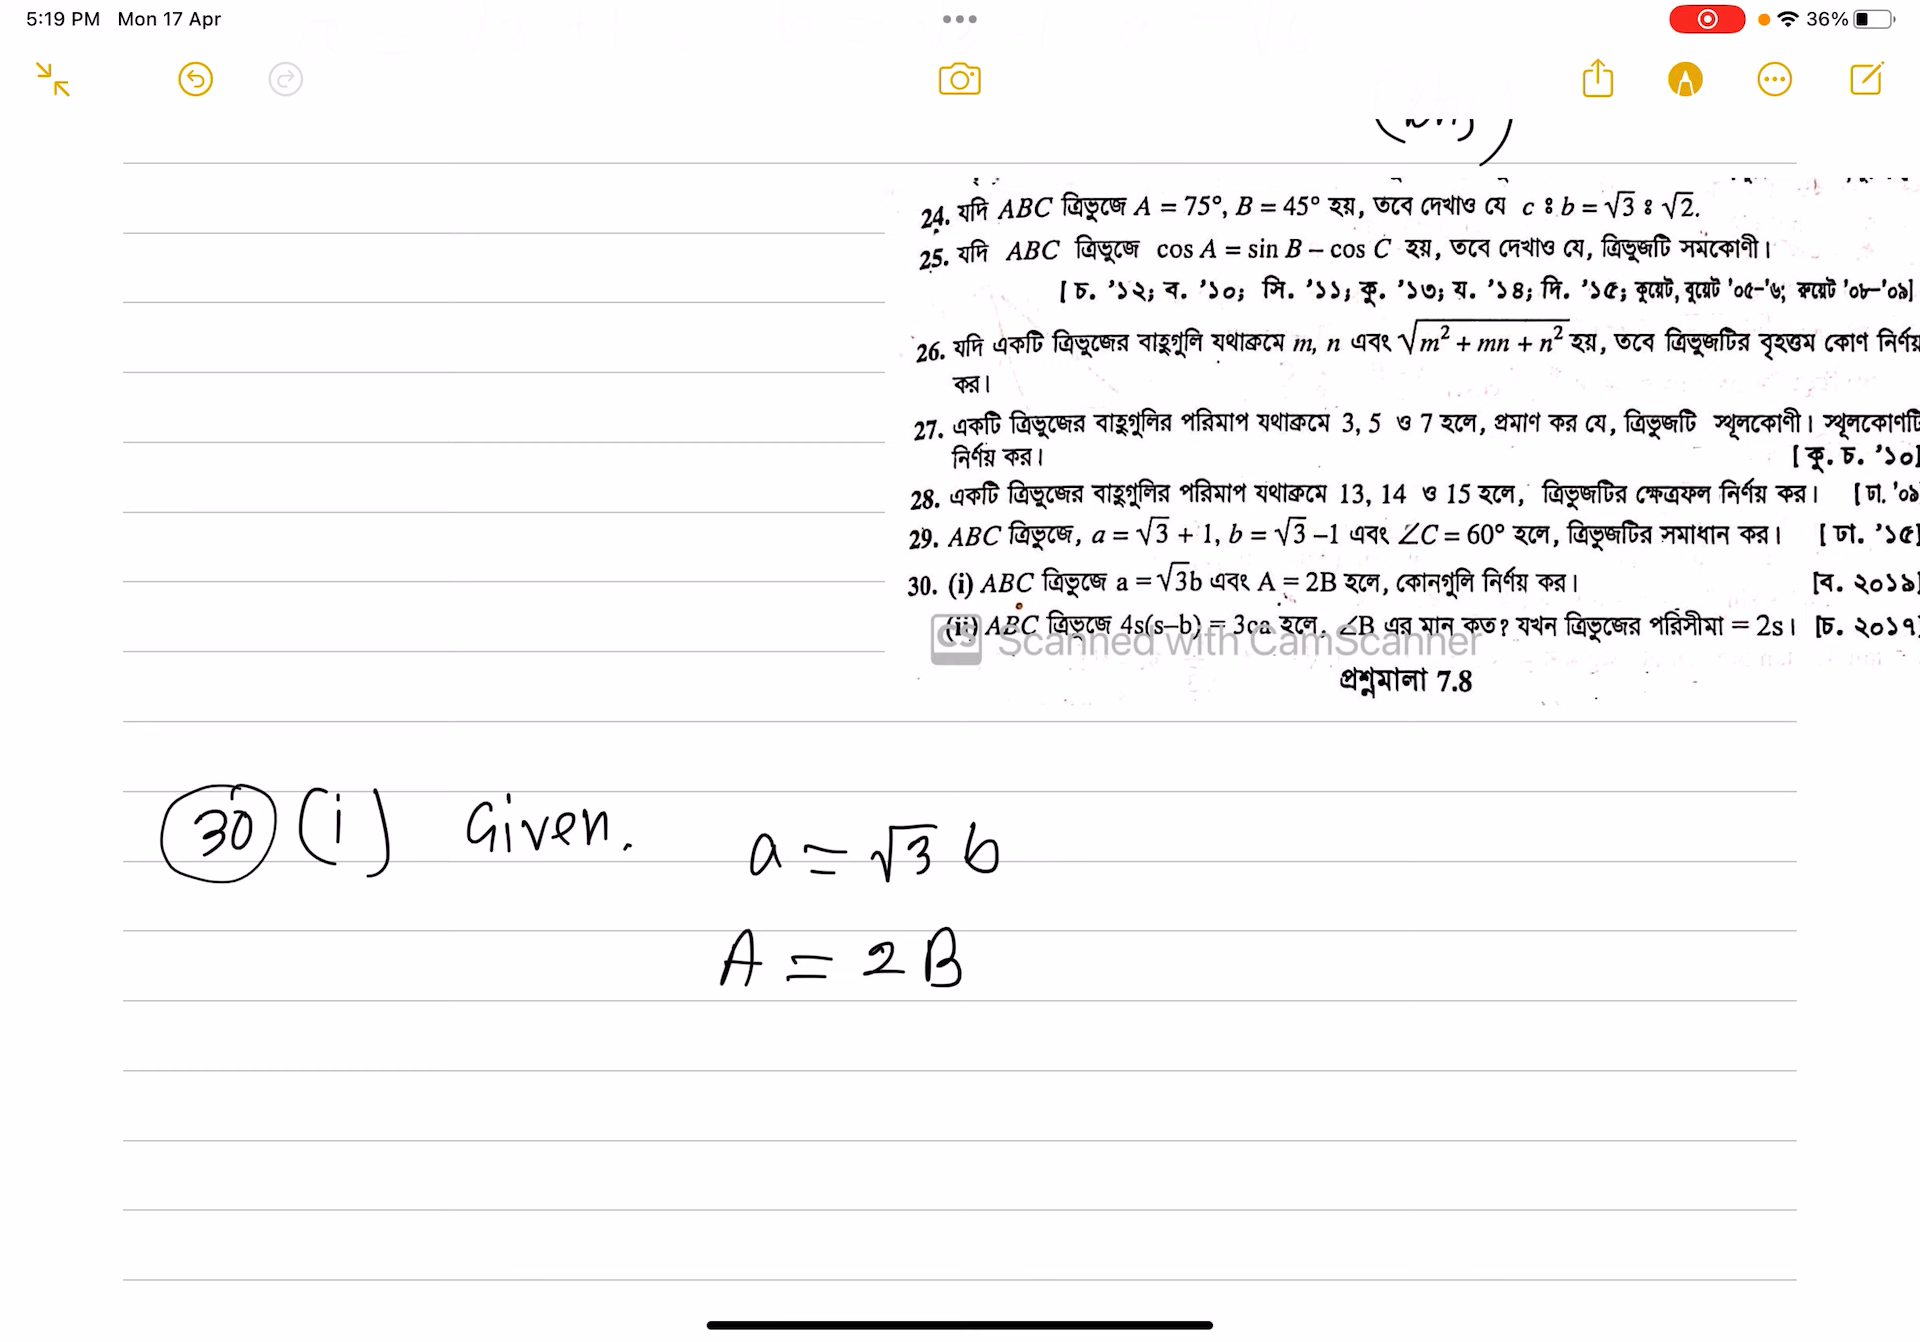 5:19 PM Mon 17 Apr
36%
24. যদি ABC ত্রিভুজে A = 75°, B = 45° হয়, তবে দেখাও যে c ঃ b = √3 ঃ √2.
25. যদি ABC ত্রিভুজে cos A = sin B – cos C হয়, তবে দেখাও যে, ত্রিভুজটি সমকোণী।
[ চ. '১২; ব. '১০; সি. '১১; কু. '১৩; য. '১৪; দি. '১৫; কুয়েট, বুয়েট '০৫-'৬; রুয়েট '০৮-'০৯]
26. যদি একটি ত্রিভুজের বাহুগুলি যথাক্রমে m, n এবং √m² + mn + n² হয়, তবে ত্রিভুজটির বৃহত্তম কোণ নির্ণয়
কর।
27. একটি ত্রিভুজের বাহুগুলির পরিমাপ যথাক্রমে 3, 5 ও 7 হলে, প্রমাণ কর যে, ত্রিভুজটি স্থূলকোণী। স্থূলকোণটি
নির্ণয় কর। [ কু. চ. '১০]
28. একটি ত্রিভুজের বাহুগুলির পরিমাপ যথাক্রমে 13, 14 ও 15 হলে, ত্রিভুজটির ক্ষেত্রফল নির্ণয় কর। [ ঢা. '০৯
29. ABC ত্রিভুজে, a = √3 + 1, b = √3 –1 এবং ∠C = 60° হলে, ত্রিভুজটির সমাধান কর। [ ঢা. '১৫]
30. (i) ABC ত্রিভুজে a = √3b এবং A = 2B হলে, কোনগুলি নির্ণয় কর। [ব. ২০১৯]
(ii) ABC ত্রিভুজে 4s(s–b) = 3ca হলে, ∠B এর মান কত? যখন ত্রিভুজের পরিসীমা = 2s। [চ. ২০১৭]
CS Scanned with CamScanner
প্রশ্নমালা 7.8
30 (i) Given. a = √3 b
A = 2B